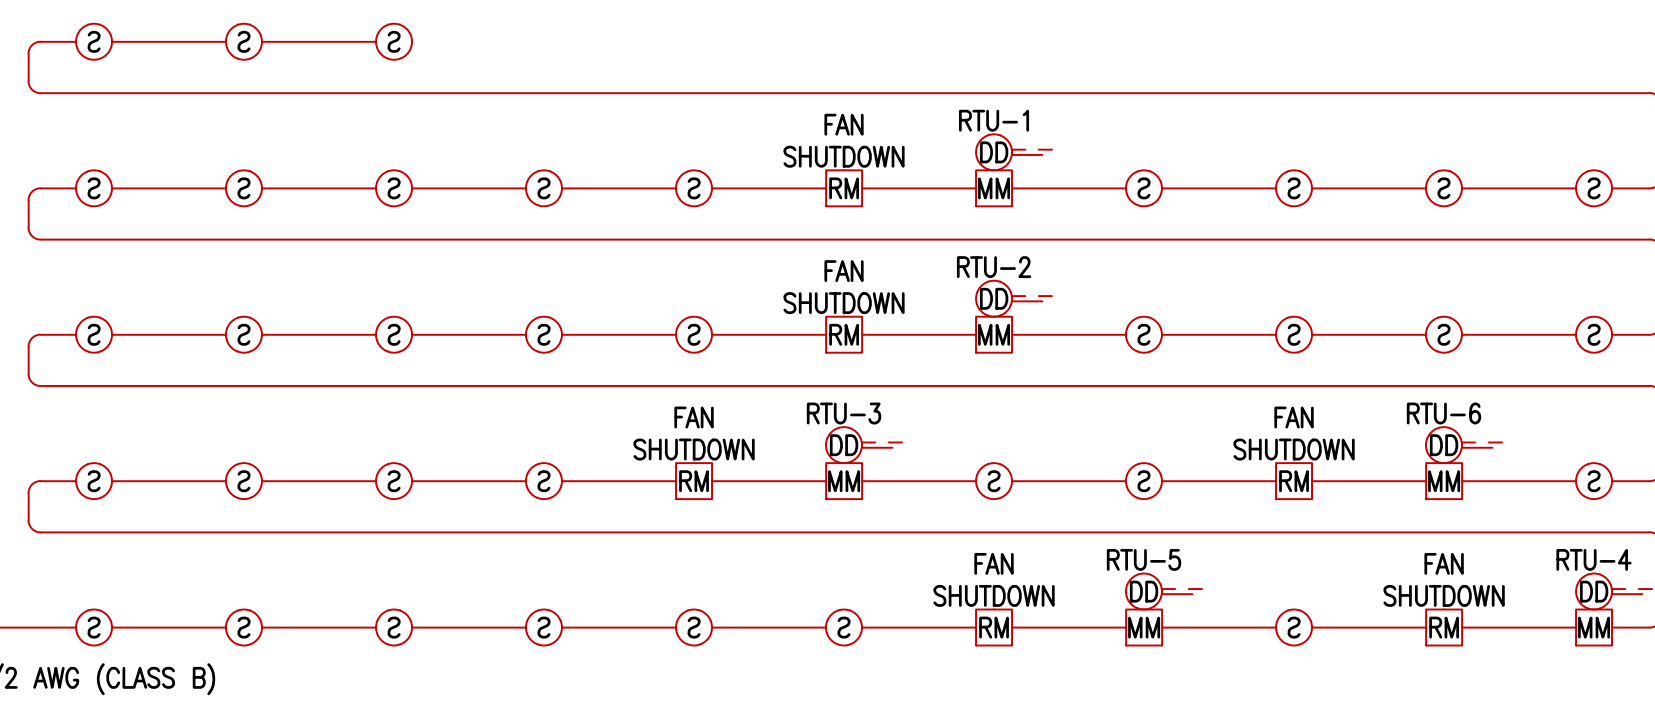 S S S
FAN RTU-1
SHUTDOWN DD
S S S S S RM MM S S S S
FAN RTU-2
SHUTDOWN DD
S S S S S RM MM S S S S
FAN RTU-3 FAN RTU-6
SHUTDOWN DD SHUTDOWN DD
S S S S RM MM S S RM MM S
FAN RTU-5 FAN RTU-4
SHUTDOWN DD SHUTDOWN DD
S S S S S S RM MM S RM MM
/2 AWG (CLASS B)